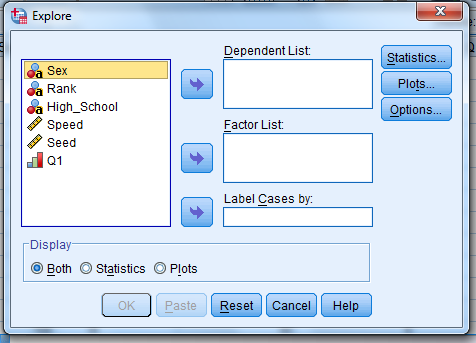 Explore
Dependent List:
Sex
Rank
High_School
Speed
Seed
Q1
Statistics...
Plots...
Options...
Factor List:
Label Cases by:
Display
Both Statistics Plots
OK Paste Reset Cancel Help